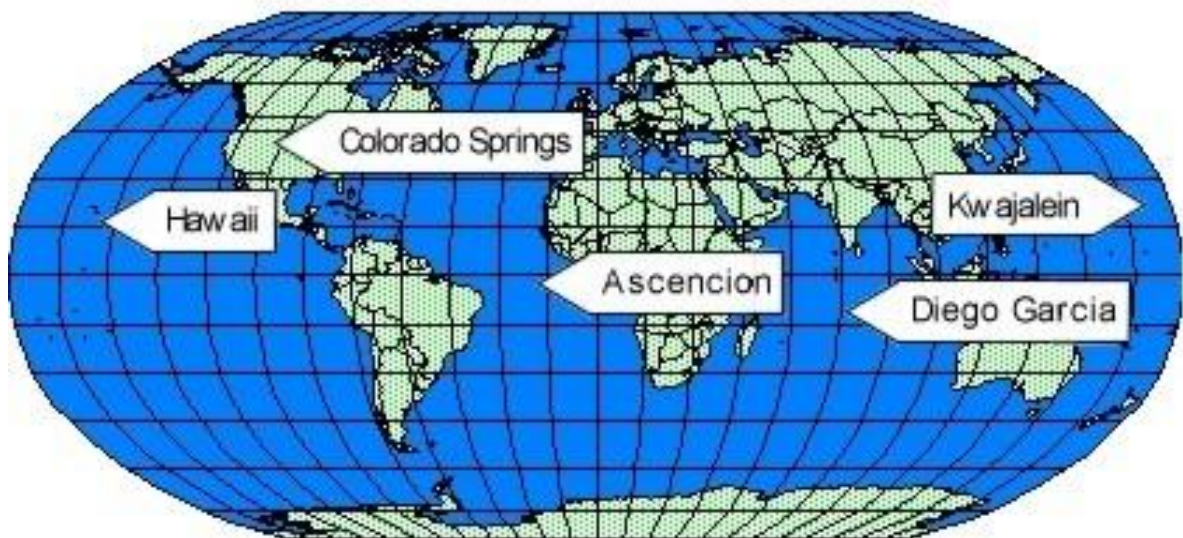 Colorado Springs
Hawaii
Kwajalein
Ascencion
Diego Garcia